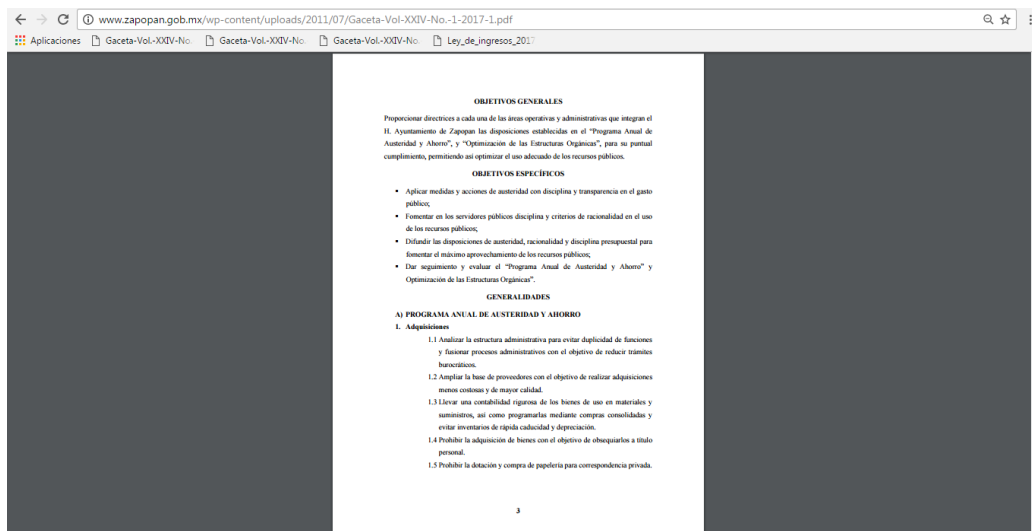 www.zapopan.gob.mx/wp-content/uploads/2011/07/Gaceta-Vol-XXIV-No.-1-2017-1.pdf
Aplicaciones Gaceta-Vol.-XXIV-No. Gaceta-Vol.-XXIV-No. Gaceta-Vol.-XXIV-No. Ley_de_ingresos_2017
OBJETIVOS GENERALES
Proporcionar directrices a cada una de las áreas operativas y administrativas que integran el
H. Ayuntamiento de Zapopan las disposiciones establecidas en el “Programa Anual de
Austeridad y Ahorro”, y “Optimización de las Estructuras Orgánicas”, para su puntual
cumplimiento, permitiendo así optimizar el uso adecuado de los recursos públicos.
OBJETIVOS ESPECÍFICOS
▪ Aplicar medidas y acciones de austeridad con disciplina y transparencia en el gasto
público;
▪ Fomentar en los servidores públicos disciplina y criterios de racionalidad en el uso
de los recursos públicos;
▪ Difundir las disposiciones de austeridad, racionalidad y disciplina presupuestal para
fomentar el máximo aprovechamiento de los recursos públicos;
▪ Dar seguimiento y evaluar el “Programa Anual de Austeridad y Ahorro” y
Optimización de las Estructuras Orgánicas”.
GENERALIDADES
A) PROGRAMA ANUAL DE AUSTERIDAD Y AHORRO
1. Adquisiciones
1.1 Analizar la estructura administrativa para evitar duplicidad de funciones
y fusionar procesos administrativos con el objetivo de reducir trámites
burocráticos.
1.2 Ampliar la base de proveedores con el objetivo de realizar adquisiciones
menos costosas y de mayor calidad.
1.3 Llevar una contabilidad rigurosa de los bienes de uso en materiales y
suministros, así como programarlas mediante compras consolidadas y
evitar inventarios de rápida caducidad y depreciación.
1.4 Prohibir la adquisición de bienes con el objetivo de obsequiarlos a título
personal.
1.5 Prohibir la dotación y compra de papelería para correspondencia privada.
3